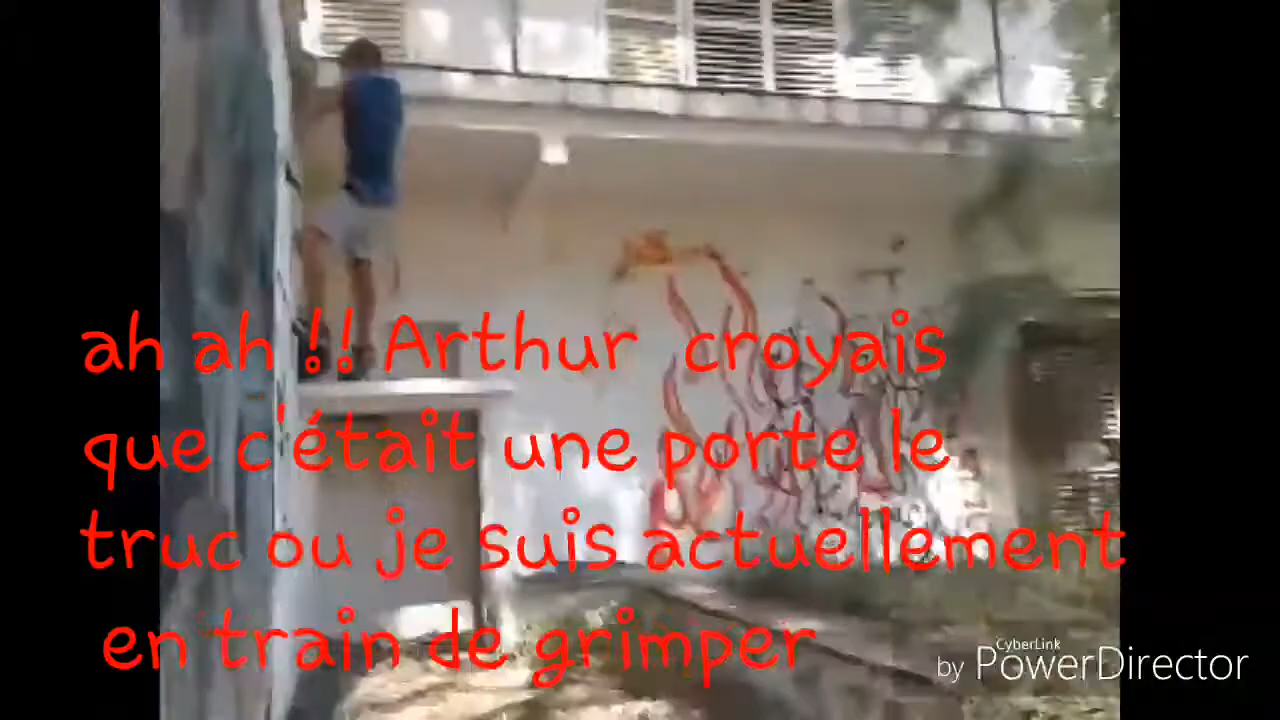 ah ah !! Arthur croyais
que c'était une porte le
truc ou je suis actuellement
en train de grimper
CyberLink
by PowerDirector